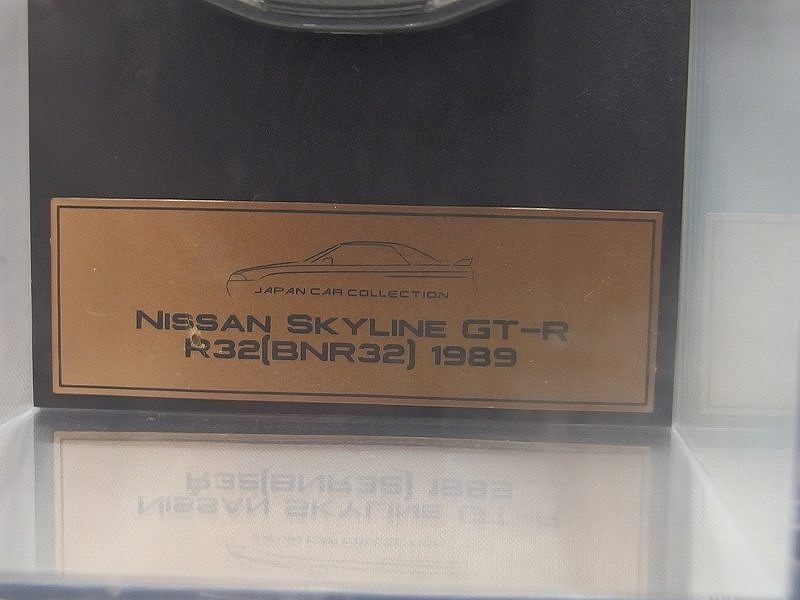 JAPAN CAR COLLECTION
NISSAN SKYLINE GT-R
R32(BNR32) 1989